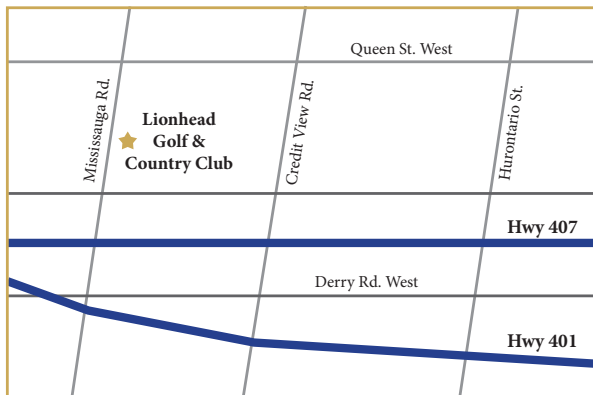 Queen St. West
Mississauga Rd.
Lionhead
Golf &
Country Club
Credit View Rd.
Hurontario St.
Hwy 407
Derry Rd. West
Hwy 401